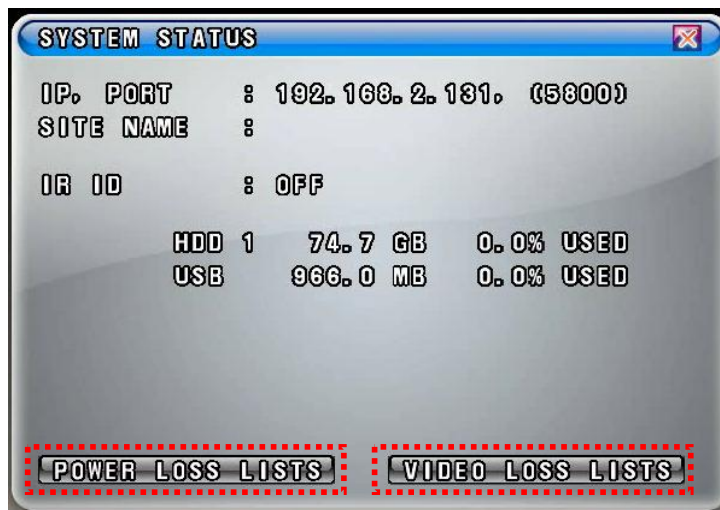 SYSTEM STATUS
IP, PORT : 192.168.2.131, (5800)
SITE NAME :
IR ID : OFF
HDD 1 74.7 GB 0.0% USED
USB 966.0 MB 0.0% USED
POWER LOSS LISTS VIDEO LOSS LISTS